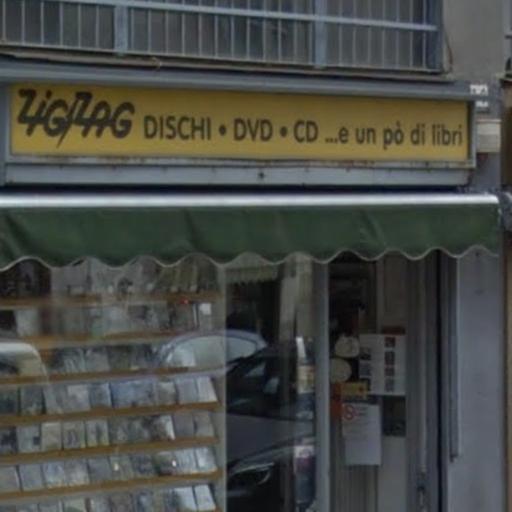 ZIGZAG DISCHI • DVD • CD ...e un pò di libri